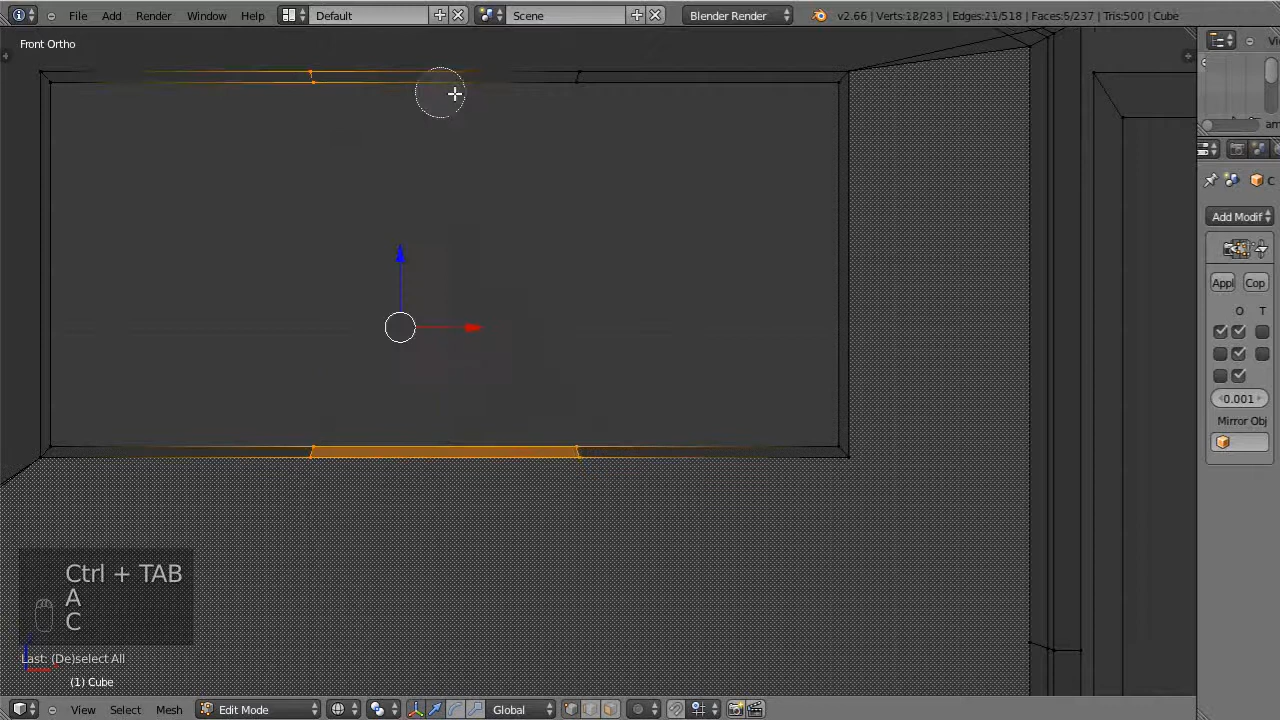 File Add Render Window Help Default Scene Blender Render v2.66 | Verts:18/283 | Edges:21/518 | Faces:5/237 | Tris:500 | Cube
Front Ortho
C
Add Modif
Appl Cop
O T
0.001
Mirror Obj
Ctrl + TAB
A
C
Last: (De)select All
(1) Cube
View Select Mesh Edit Mode Global